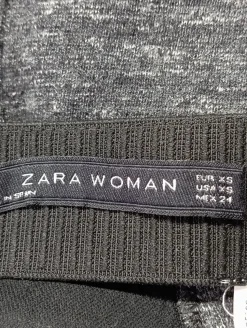 ZARA WOMAN
EUR XS
USA XS
MEX 24
IN SPAIN